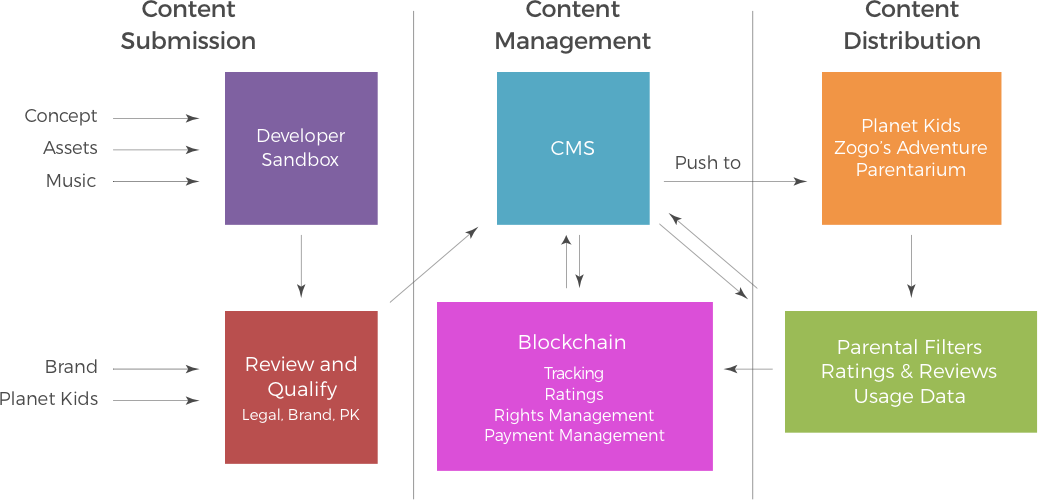 Content
Submission
Concept
Assets
Music
Developer
Sandbox
Brand
Planet Kids
Review and
Qualify
Legal, Brand, PK
Content
Management
CMS
Push to
Blockchain
Tracking
Ratings
Rights Management
Payment Management
Content
Distribution
Planet Kids
Zogo's Adventure
Parentarium
Parental Filters
Ratings & Reviews
Usage Data